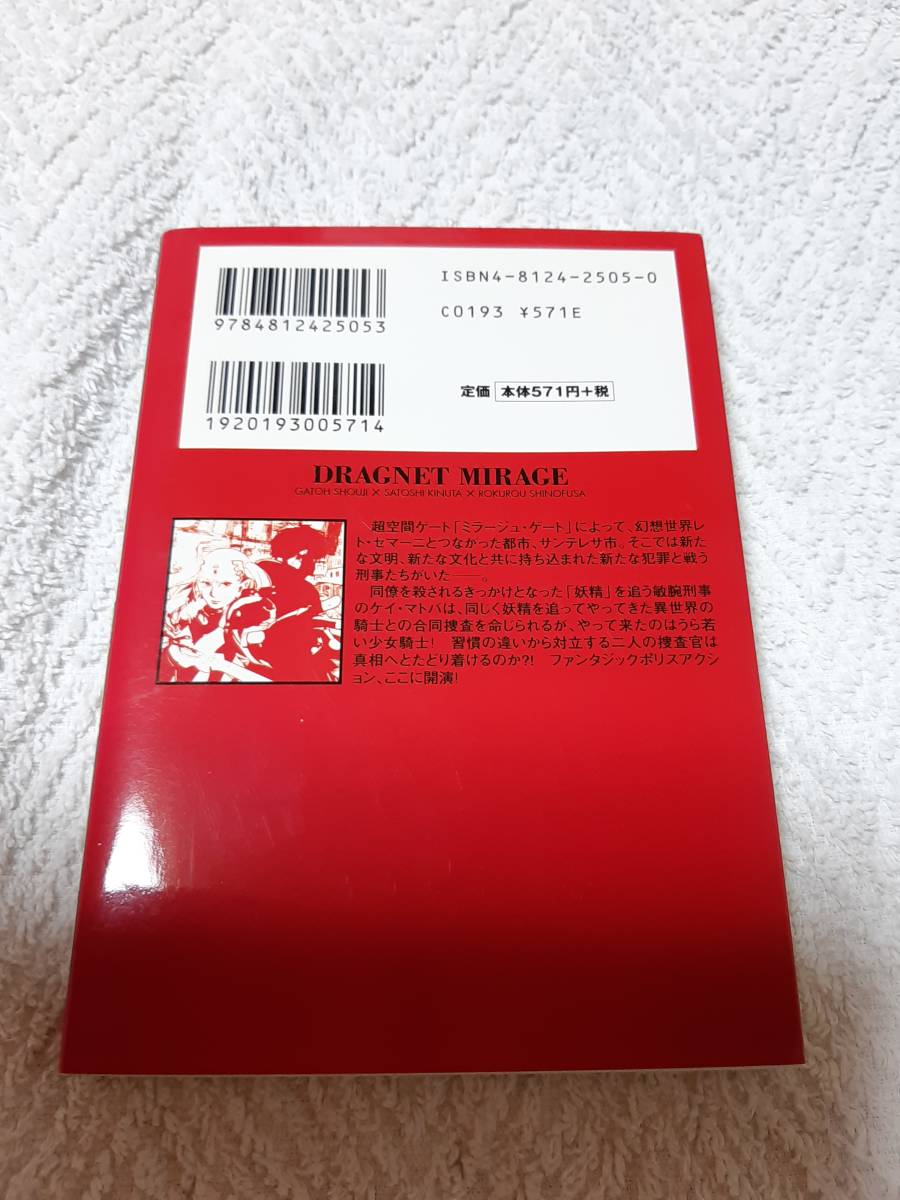 ISBN4-8124-2505-0
9784812425053
C0193 ¥571E
1920193005714
定価 本体571円+税
DRAGNET MIRAGE
GATOH SHOUJI × SATOSHI KINUTA × ROKUROU SHINOFUSA
超空間ゲート「ミラージュ・ゲート」によって、幻想世界レ
ト・セマーニとつながった都市、サンテレサ市。そこでは新た
な文明、新たな文化と共に持ち込まれた新たな犯罪と戦う
刑事たちがいた――。
同僚を殺されるきっかけとなった「妖精」を追う敏腕刑事
のケイ・マトバは、同じく妖精を追ってやってきた異世界の
騎士との合同捜査を命じられるが、やって来たのはうら若
い少女騎士! 習慣の違いから対立する二人の捜査官は
真相へとたどり着けるのか?! ファンタジックポリスアクシ
ョン、ここに開演!